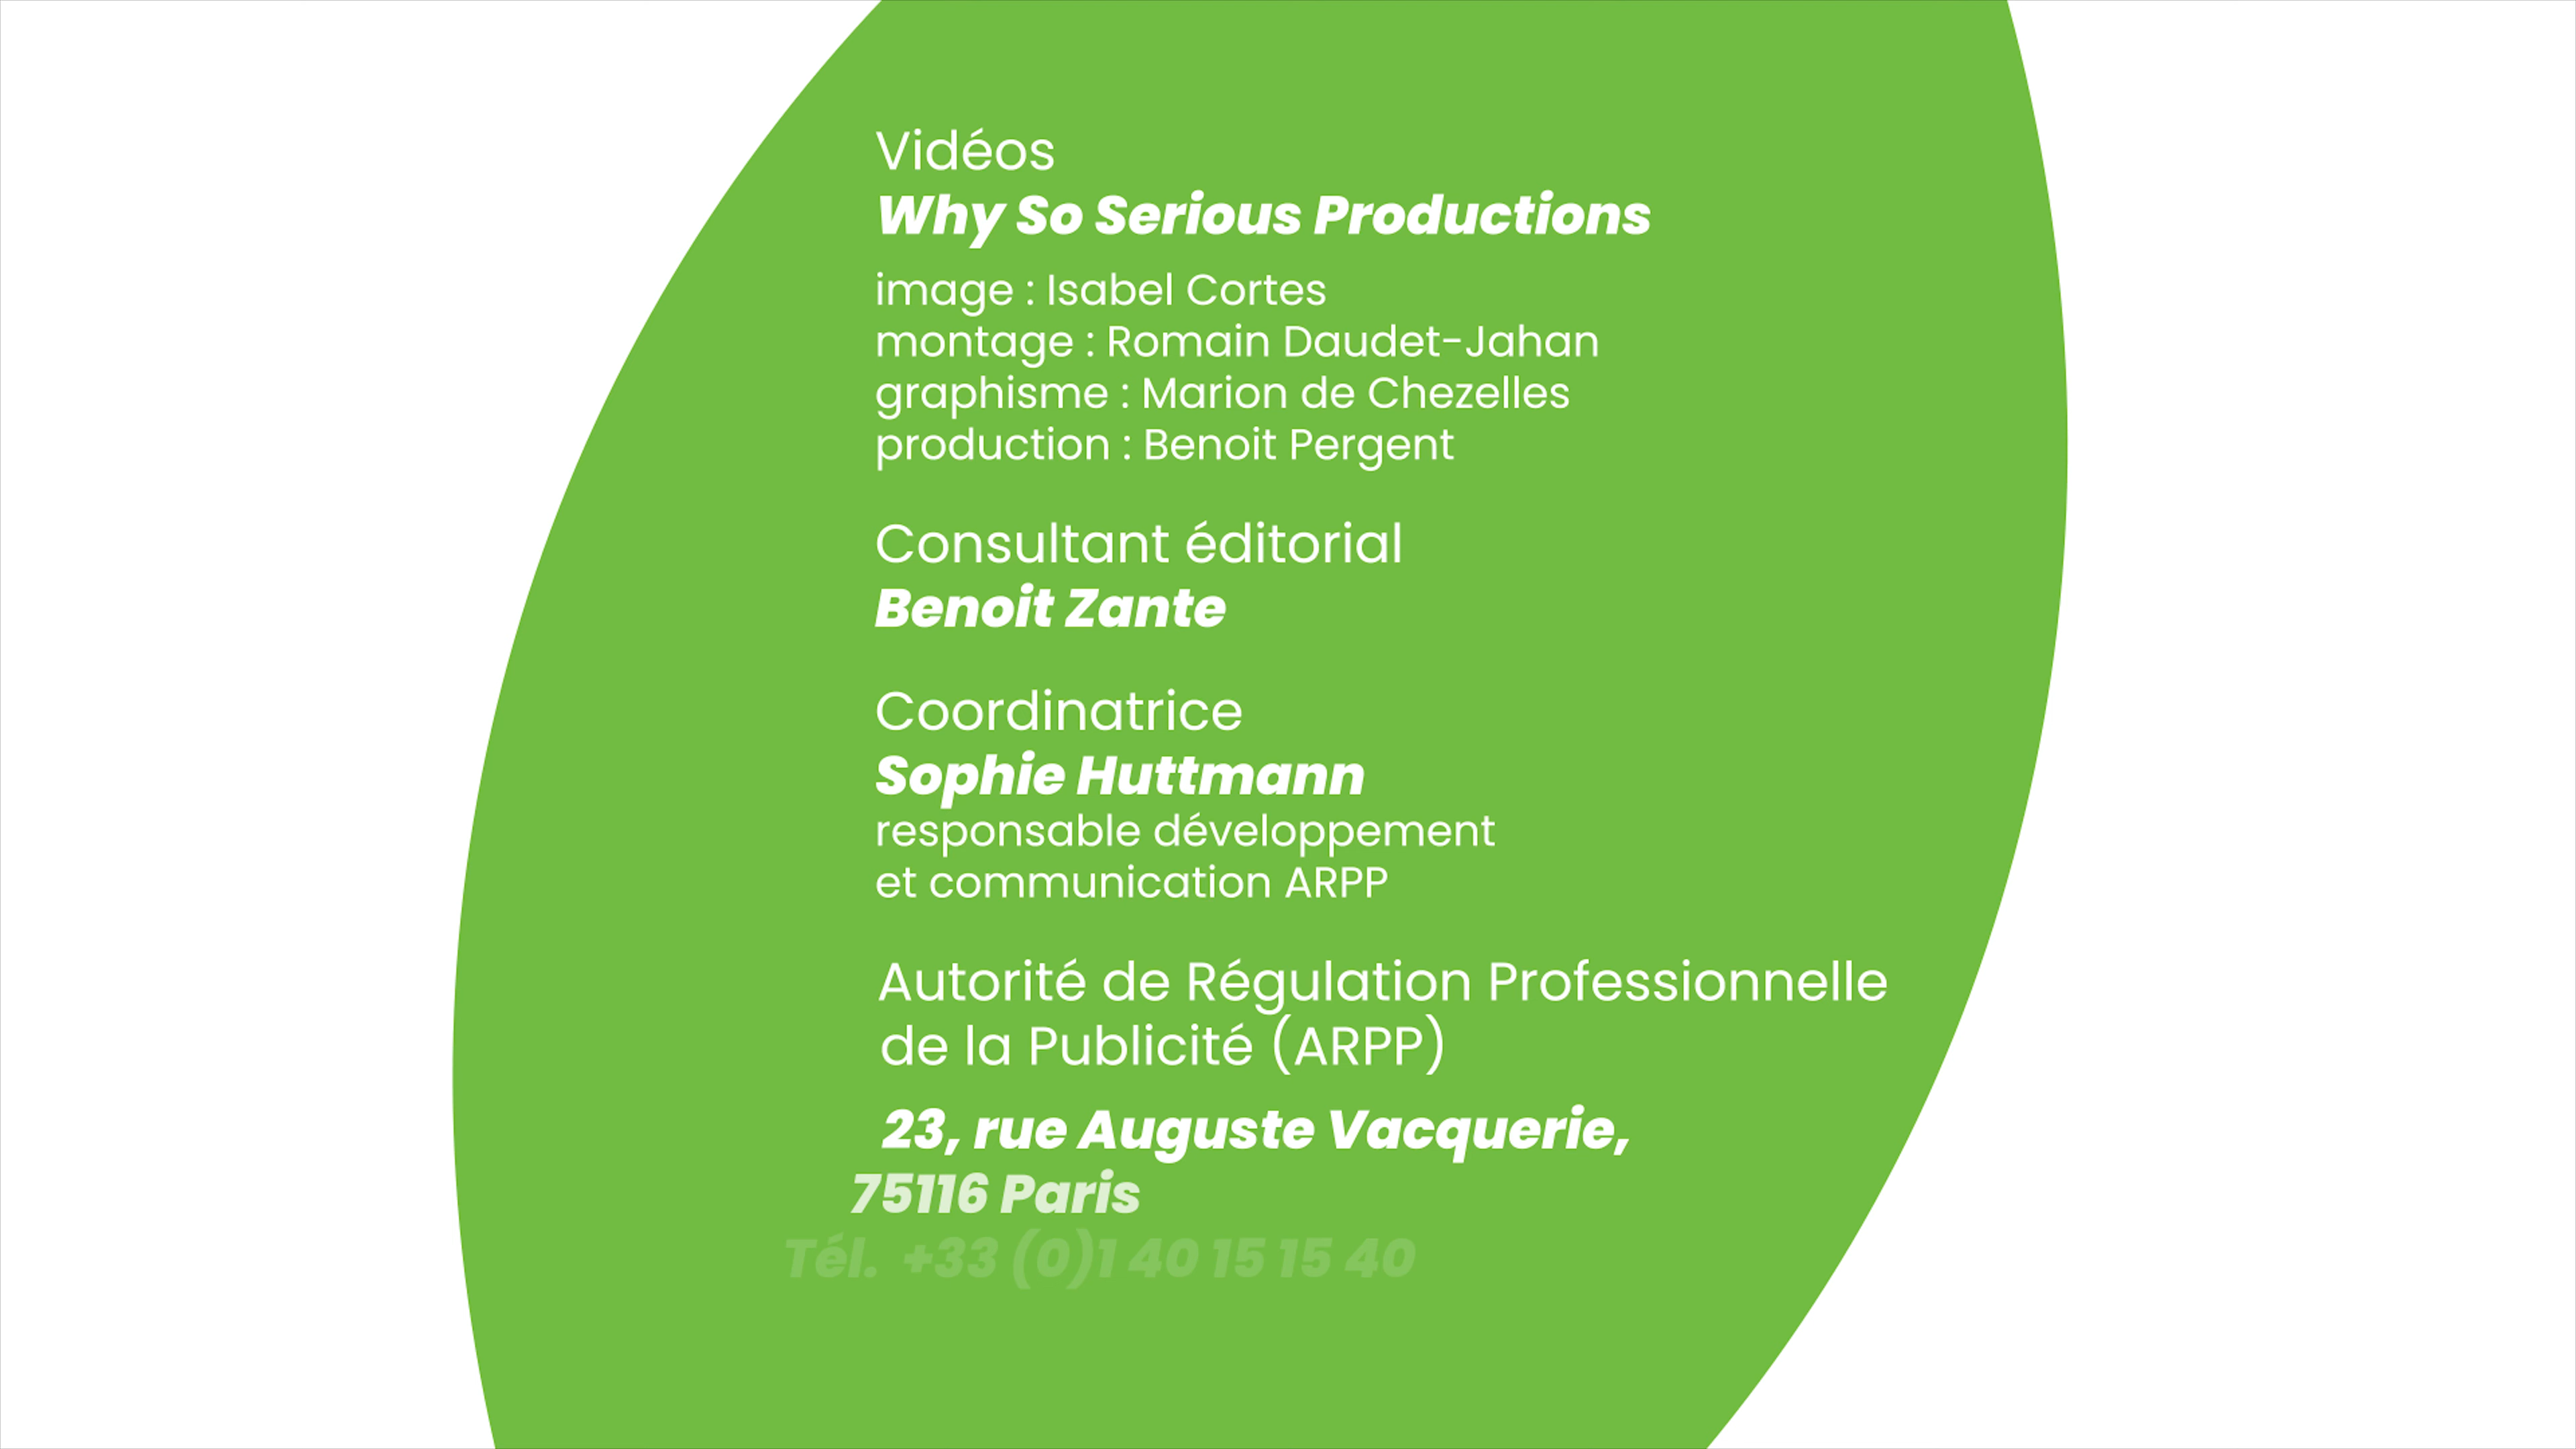 Vidéos
Why So Serious Productions
image : Isabel Cortes
montage : Romain Daudet-Jahan
graphisme : Marion de Chezelles
production : Benoit Pergent
Consultant éditorial
Benoit Zante
Coordinatrice
Sophie Huttmann
responsable développement
et communication ARPP
Autorité de Régulation Professionnelle
de la Publicité (ARPP)
23, rue Auguste Vacquerie,
75116 Paris
Tél. +33 (0)1 40 15 15 40